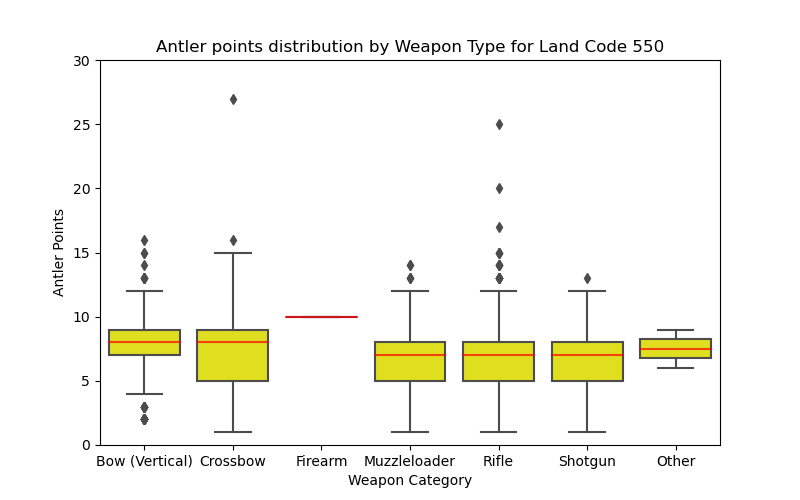 Antler points distribution by Weapon Type for Land Code 550
30
25
20
15
10
5
0
Antler Points
Bow (Vertical) Crossbow Firearm Muzzleloader Rifle Shotgun Other
Weapon Category